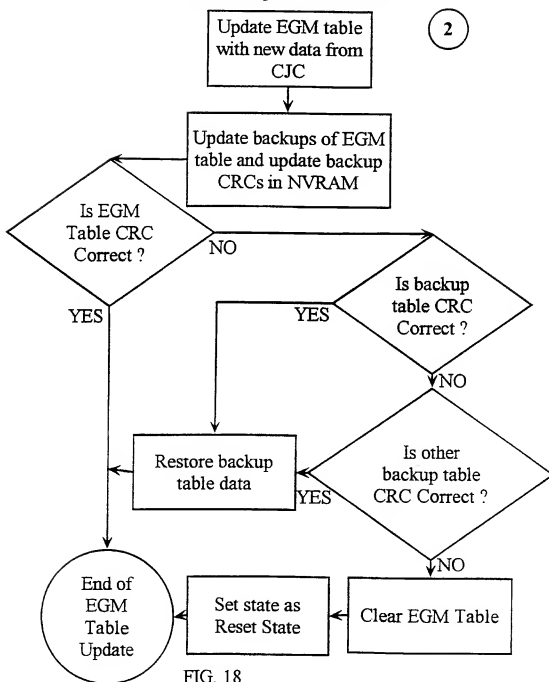 Update EGM table
with new data from
CJC
2
Update backups of EGM
table and update backup
CRCs in NVRAM
Is EGM
Table CRC
Correct ?
NO
YES
Is backup
table CRC
Correct ?
YES
NO
Is other
backup table
CRC Correct ?
YES
NO
Restore backup
table data
End of
EGM
Table
Update
Set state as
Reset State
Clear EGM Table
FIG. 18